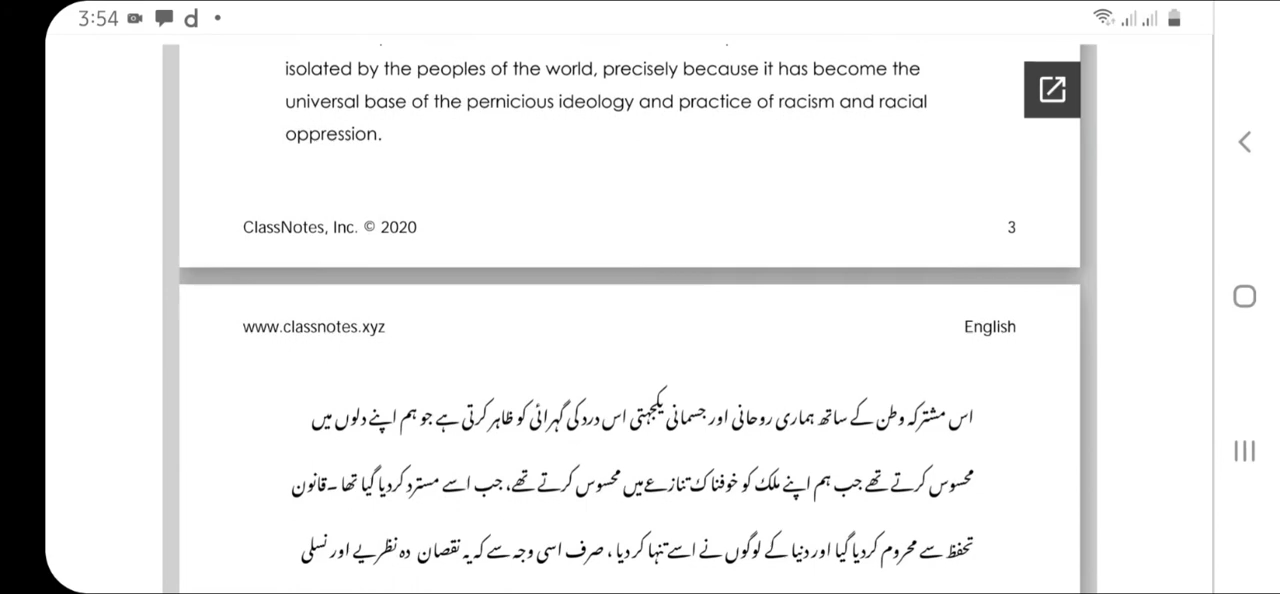 3:54
isolated by the peoples of the world, precisely because it has become the
universal base of the pernicious ideology and practice of racism and racial
oppression.
ClassNotes, Inc. © 2020 3
www.classnotes.xyz English
اس مشترکہ وطن کے ساتھ ہماری روحانی اور جسمانی یکجہتی اس درد کی گہرائی کو ظاہر کرتی ہے جو ہم اپنے دلوں میں
محسوس کرتے تھے جب ہم اپنے ملک کو خوفناک تنازعے میں محسوس کرتے تھے، جب اسے مسترد کردیا گیا تھا ۔ قانون
تحفظ سے محروم کردیا گیا اور دنیا کے لوگوں نے اسے تنہا کر دیا ، صرف اسی وجہ سے کہ یہ نقصان دہ نظریے اور نسلی